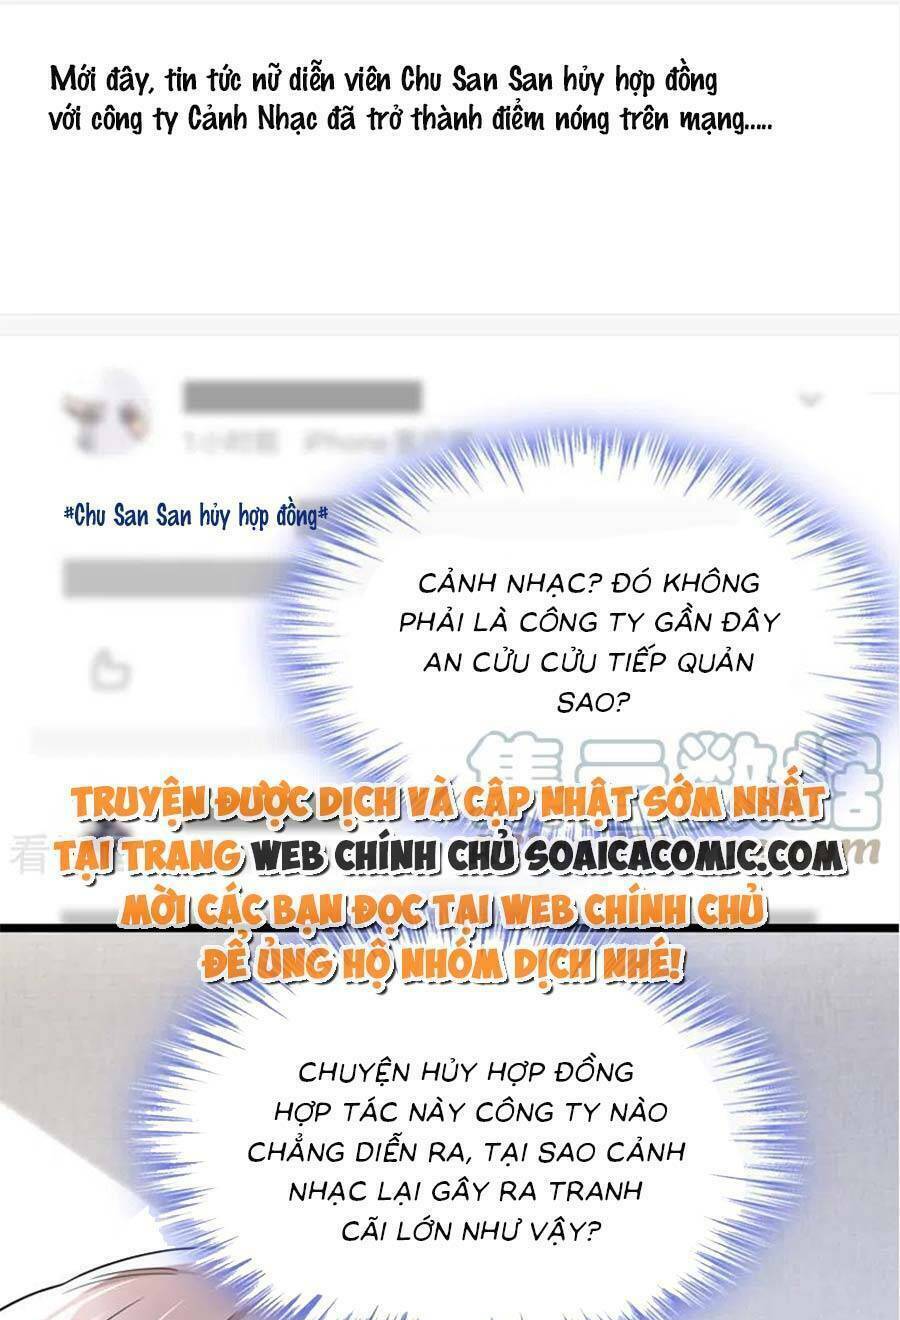 Mới đây, tin tức nữ diễn viên Chu San San hủy hợp đồng
với công ty Cảnh Nhạc đã trở thành điểm nóng trên mạng.....
1小时前 iPhone
#Chu San San hủy hợp đồng#
CẢNH NHẠC? ĐÓ KHÔNG
PHẢI LÀ CÔNG TY GẦN ĐÂY
AN CỬU CỬU TIẾP QUẢN
SAO?
TRUYỆN ĐƯỢC DỊCH VÀ CẬP NHẬT SỚM NHẤT
TẠI TRANG WEB CHÍNH CHỦ SOAICACOMIC.COM
MỜI CÁC BẠN ĐỌC TẠI WEB CHÍNH CHỦ
ĐỂ ỦNG HỘ NHÓM DỊCH NHÉ!
CHUYỆN HỦY HỢP ĐỒNG
HỢP TÁC NÀY CÔNG TY NÀO
CHẲNG DIỄN RA, TẠI SAO CẢNH
NHẠC LẠI GÂY RA TRANH
CÃI LỚN NHƯ VẬY?